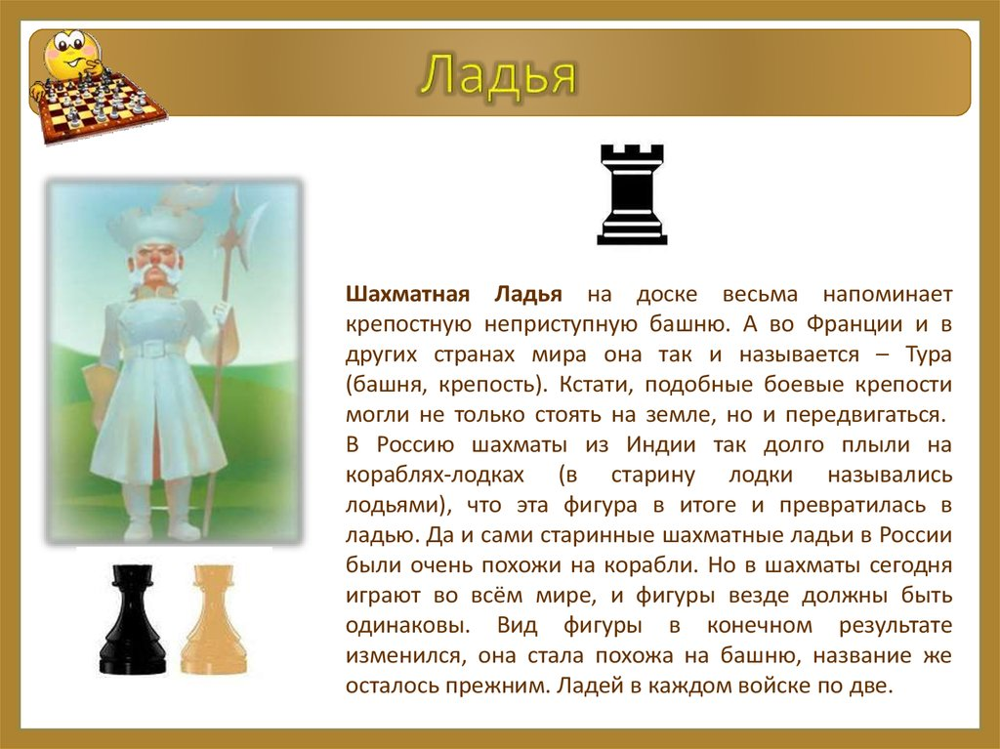 Ладья
Шахматная Ладья на доске весьма напоминает
крепостную неприступную башню. А во Франции и в
других странах мира она так и называется – Тура
(башня, крепость). Кстати, подобные боевые крепости
могли не только стоять на земле, но и передвигаться.
В Россию шахматы из Индии так долго плыли на
кораблях-лодках (в старину лодки назывались
лодьями), что эта фигура в итоге и превратилась в
ладью. Да и сами старинные шахматные ладьи в России
были очень похожи на корабли. Но в шахматы сегодня
играют во всём мире, и фигуры везде должны быть
одинаковы. Вид фигуры в конечном результате
изменился, она стала похожа на башню, название же
осталось прежним. Ладей в каждом войске по две.